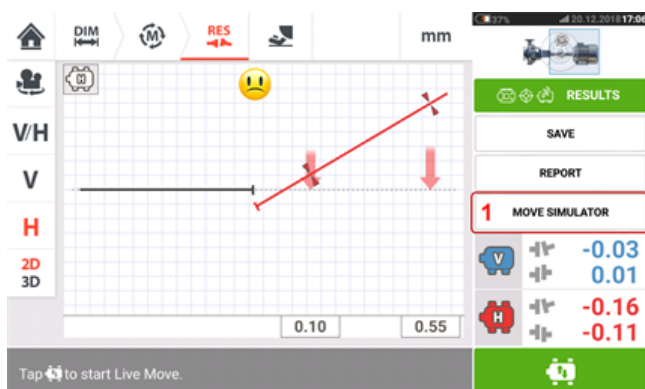 DIM
M
RES
mm
37%
20.12.2018 17:06
H
RESULTS
V/H
SAVE
V
REPORT
H
1 MOVE SIMULATOR
2D
3D
V
-0.03
0.01
H
-0.16
-0.11
0.10
0.55
Tap to start Live Move.